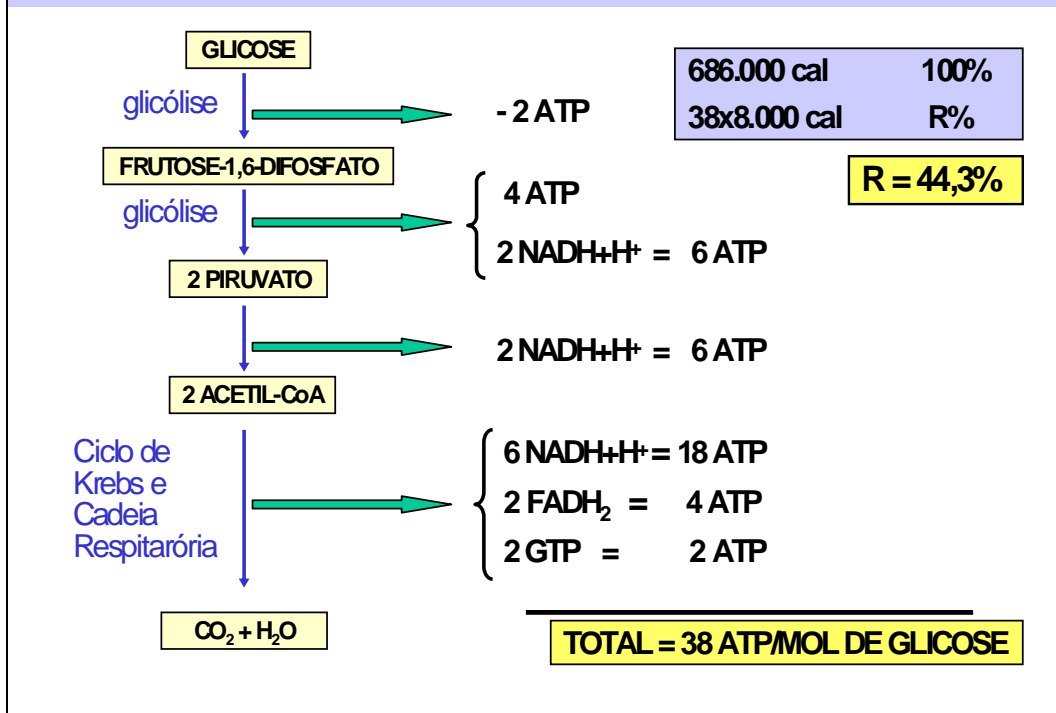 GLICOSE
686.000 cal 100%
glicólise
- 2 ATP
38x8.000 cal R%
FRUTOSE-1,6-DIFOSFATO
R = 44,3%
4 ATP
glicólise
2 NADH+H⁺ = 6 ATP
2 PIRUVATO
2 NADH+H⁺ = 6 ATP
2 ACETIL-CoA
Ciclo de
Krebs e
Cadeia
Respitarória
6 NADH+H⁺ = 18 ATP
2 FADH₂ = 4 ATP
2 GTP = 2 ATP
CO₂ + H₂O
TOTAL = 38 ATP/MOL DE GLICOSE